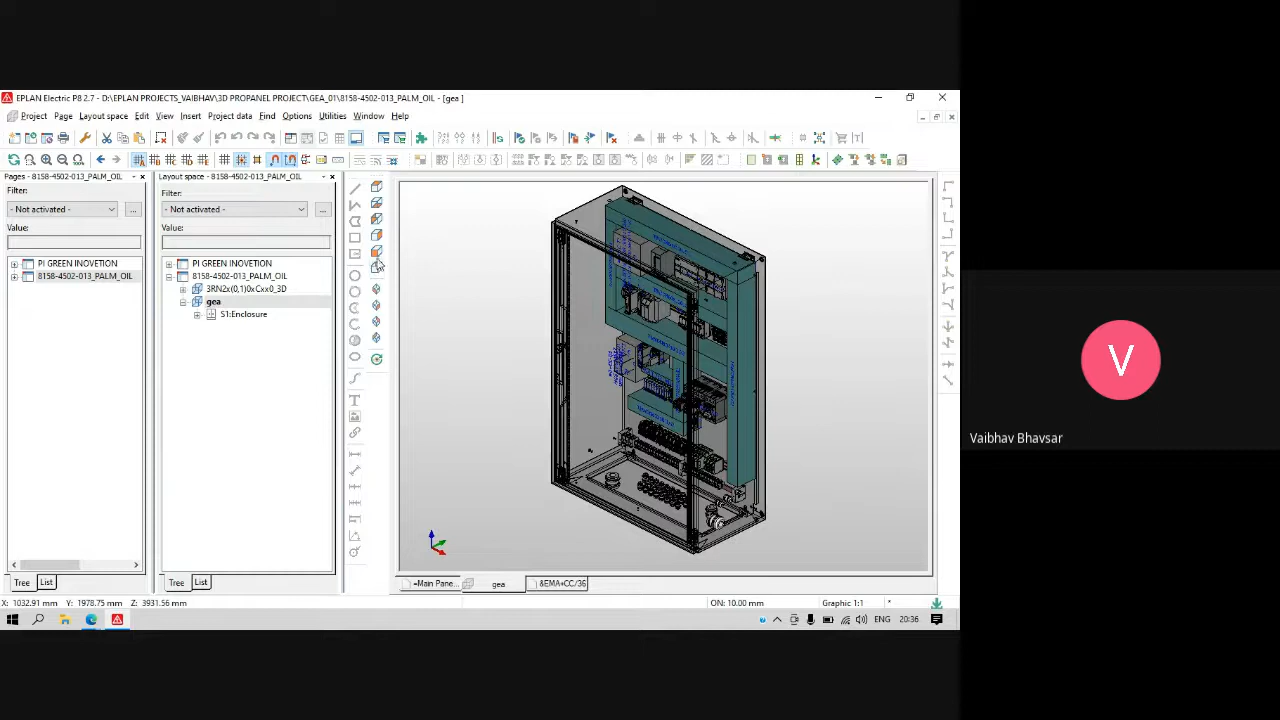 EPLAN Electric P8 2.7 - D:\EPLAN PROJECTS_VAIBHAV\3D PROPANEL PROJECT\GEA_01\8158-4502-013_PALM_OIL - [gea ]
Project Page Layout space Edit View Insert Project data Find Options Utilities Window Help
Pages - 8158-4502-013_PALM_OIL
Filter:
- Not activated -
...
Value:
PI GREEN INOVETION
8158-4502-013_PALM_OIL
Tree List
Layout space - 8158-4502-013_PALM_OIL
Filter:
- Not activated -
...
Value:
PI GREEN INOVETION
8158-4502-013_PALM_OIL
3RN2x(0,1)0xCxx0_3D
gea
S1:Enclosure
Tree List
=Main Pane... gea &EMA+CC/36
X: 1032.91 mm Y: 1978.75 mm Z: 3931.56 mm ON: 10.00 mm Graphic 1:1 *
ENG 20:36
V
Vaibhav Bhavsar